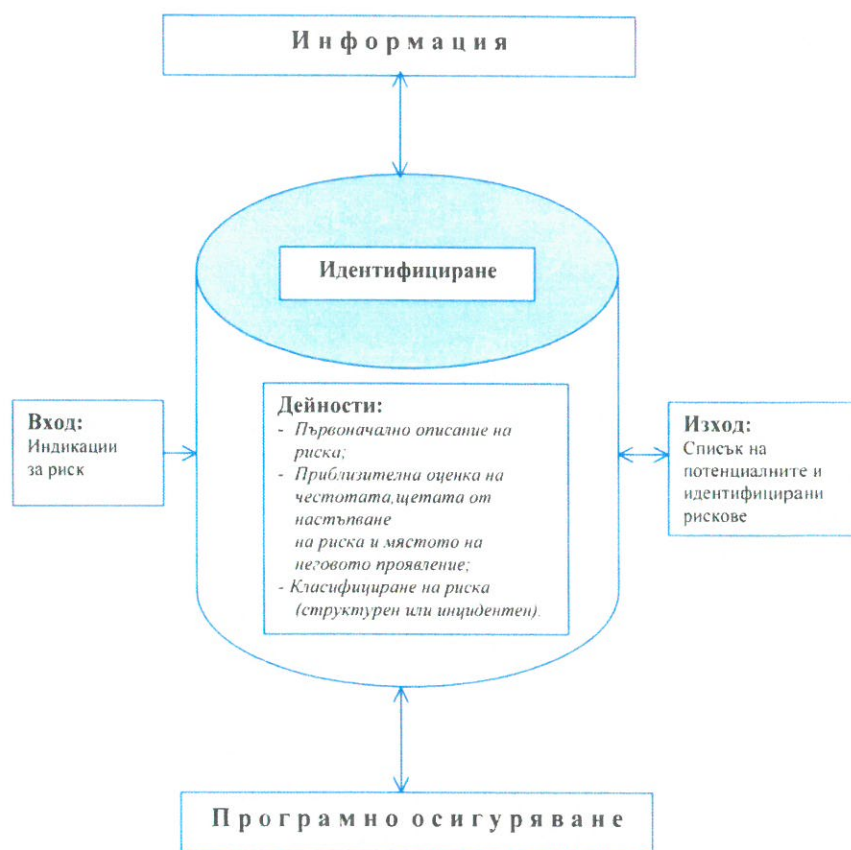 Информация
Идентифициране
Вход:
Индикации
за риск
Дейности:
- Първоначално описание на
риска;
- Приблизителна оценка на
честотата,щетата от
настъпване
на риска и мястото на
неговото проявление;
- Класифициране на риска
(структурен или инцидентен).
Изход:
Списък на
потенциалните и
идентифицирани
рискове
Програмно осигуряване